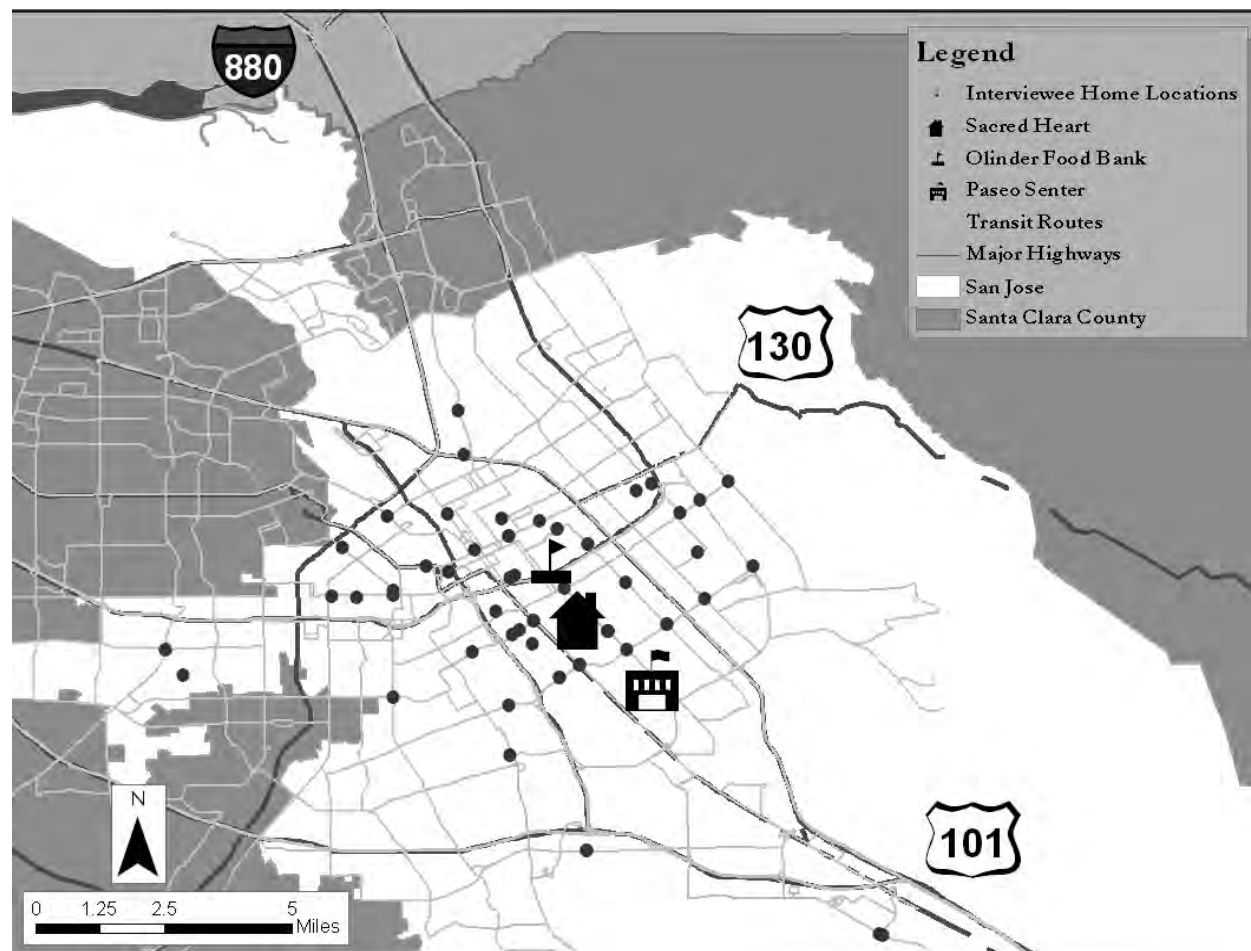 880
Legend
Interviewee Home Locations
Sacred Heart
Olinder Food Bank
Paseo Senter
Transit Routes
Major Highways
San Jose
Santa Clara County
130
N
101
0 1.25 2.5 5
Miles